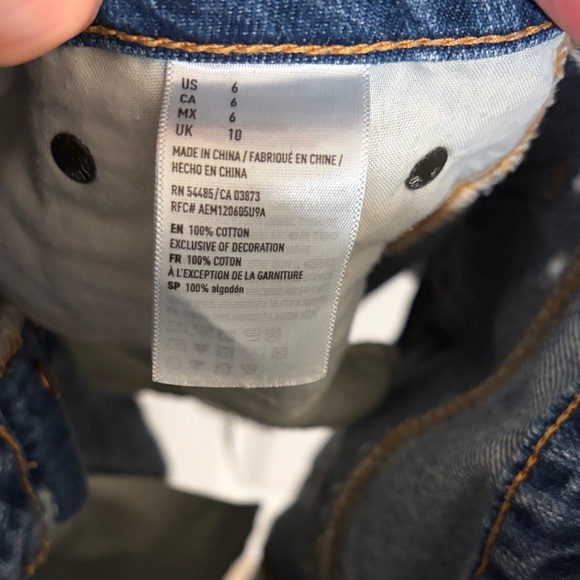 US 6
CA 6
MX 6
UK 10
MADE IN CHINA / FABRIQUÉ EN CHINE /
HECHO EN CHINA
RN 54485/CA 03873
RFC# AEM120605U9A
EN 100% COTTON
EXCLUSIVE OF DECORATION
FR 100% COTON
À L'EXCEPTION DE LA GARNITURE
SP 100% algodón